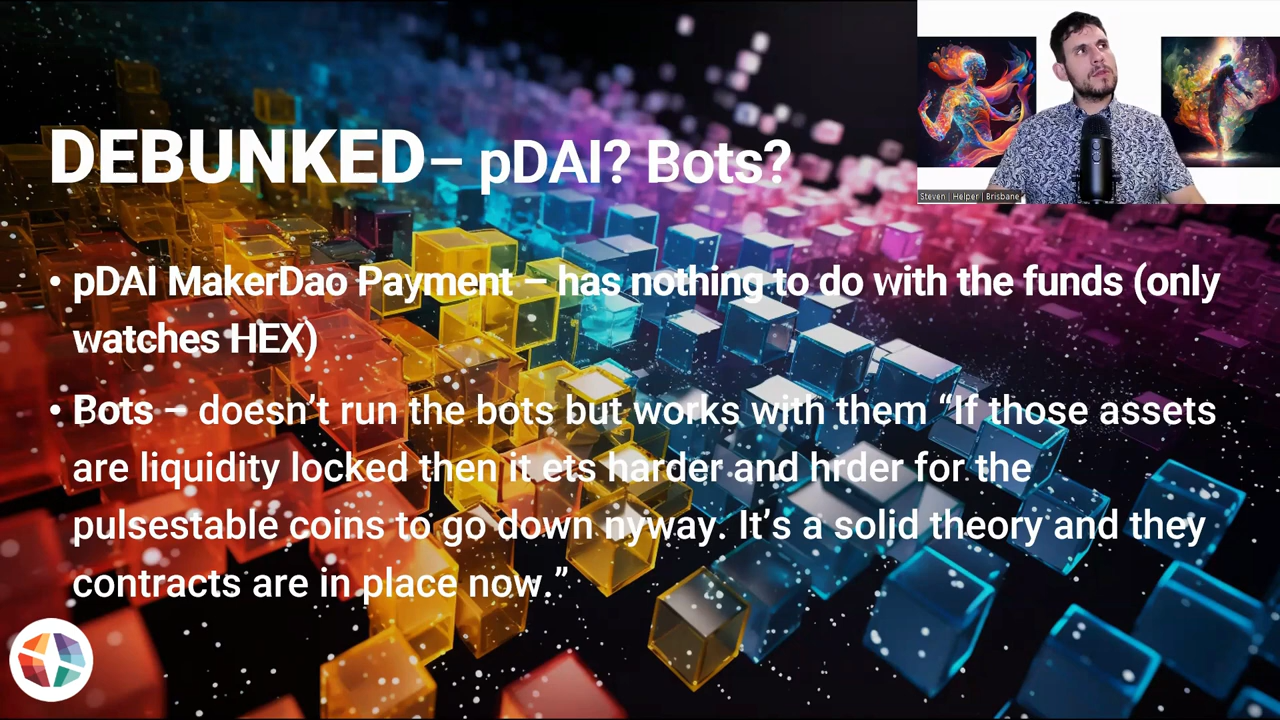 DEBUNKED– pDAI? Bots?
Steven | Helper | Brisbane
• pDAI MakerDao Payment – has nothing to do with the funds (only
watches HEX)
• Bots – doesn’t run the bots but works with them “If those assets
are liquidity locked then it ets harder and hrder for the
pulsestable coins to go down nyway. It’s a solid theory and they
contracts are in place now.”